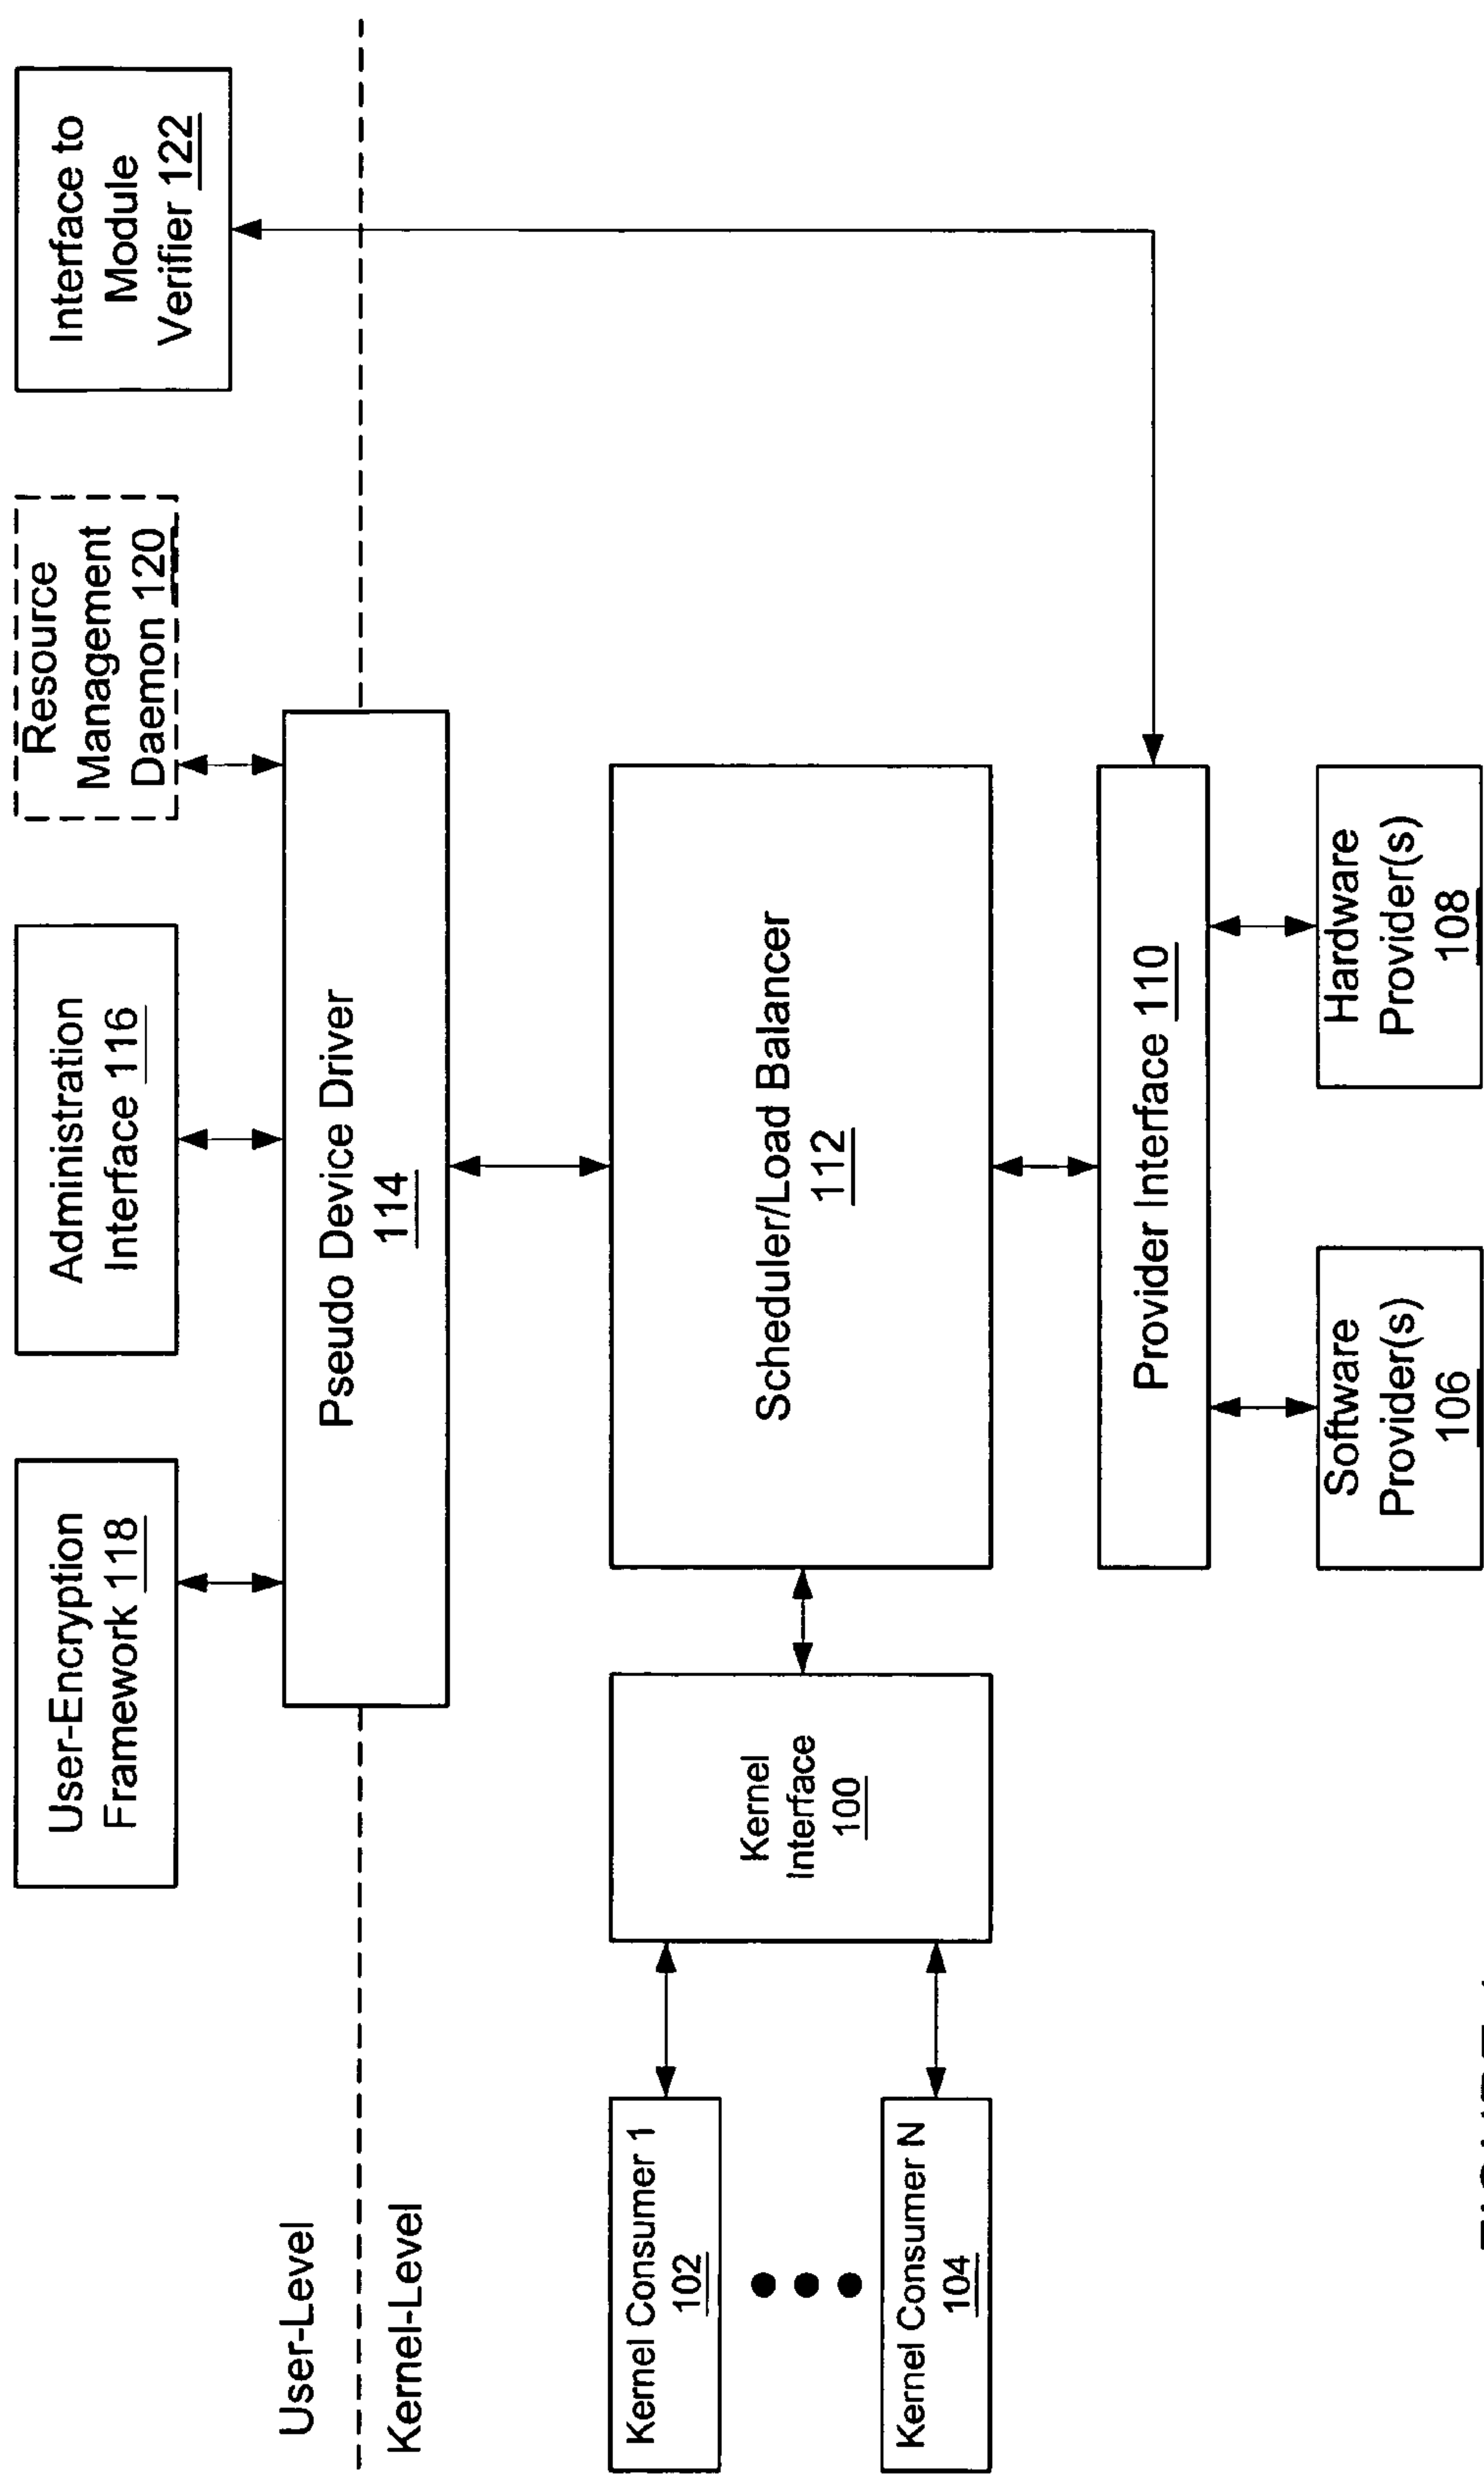 User-Encryption
Framework 118
Administration
Interface 116
Resource
Management
Daemon 120
Interface to
Module
Verifier 122
User-Level
Kernel-Level
Pseudo Device Driver
114
Kernel Consumer 1
102
Kernel Consumer N
104
Kernel
Interface
100
Scheduler/Load Balancer
112
Provider Interface 110
Software
Provider(s)
106
Hardware
Provider(s)
108